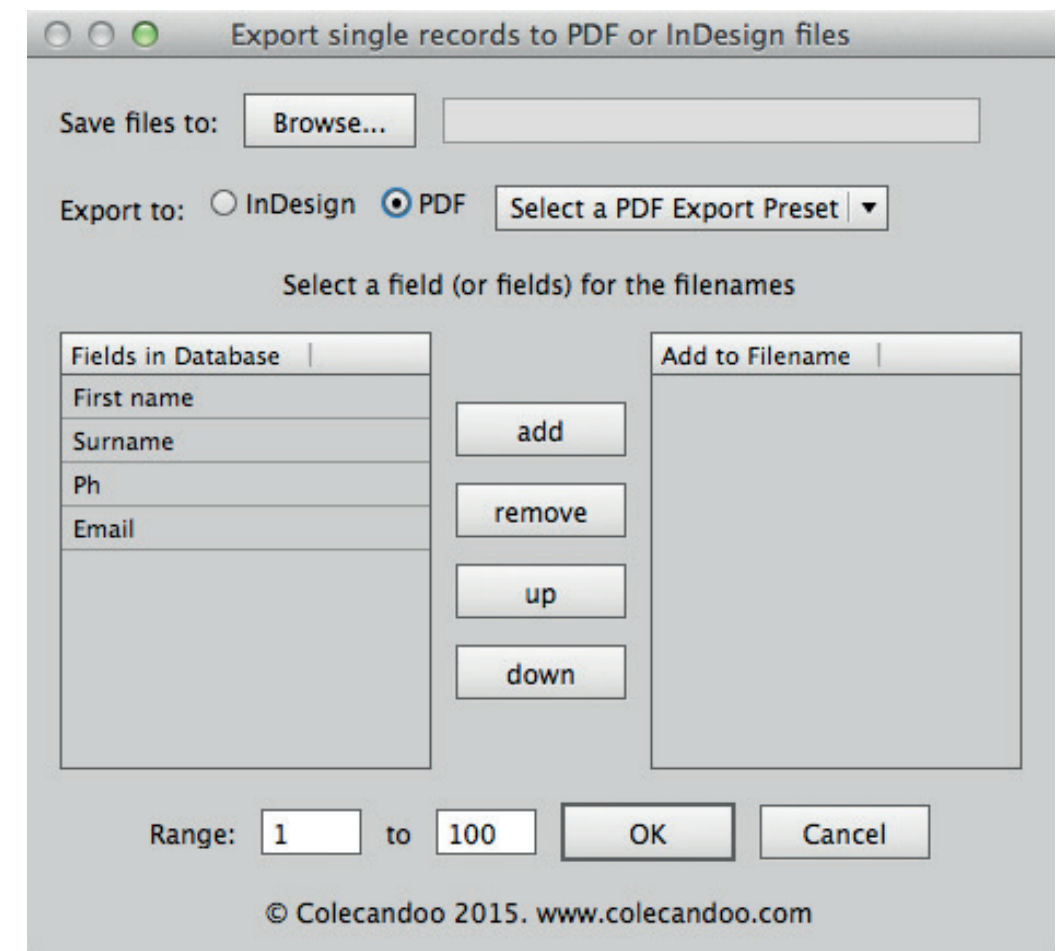 Export single records to PDF or InDesign files
Save files to: Browse...
Export to: InDesign PDF Select a PDF Export Preset
Select a field (or fields) for the filenames
Fields in Database
First name
Surname
Ph
Email
add
remove
up
down
Add to Filename
Range: 1 to 100 OK Cancel
© Colecandoo 2015. www.colecandoo.com